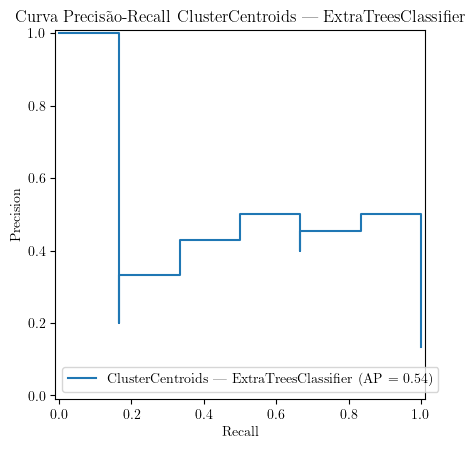 Curva Precisão-Recall ClusterCentroids — ExtraTreesClassifier
1.0
0.8
0.6
0.4
0.2
0.0
Precision
ClusterCentroids — ExtraTreesClassifier (AP = 0.54)
0.0 0.2 0.4 0.6 0.8 1.0
Recall